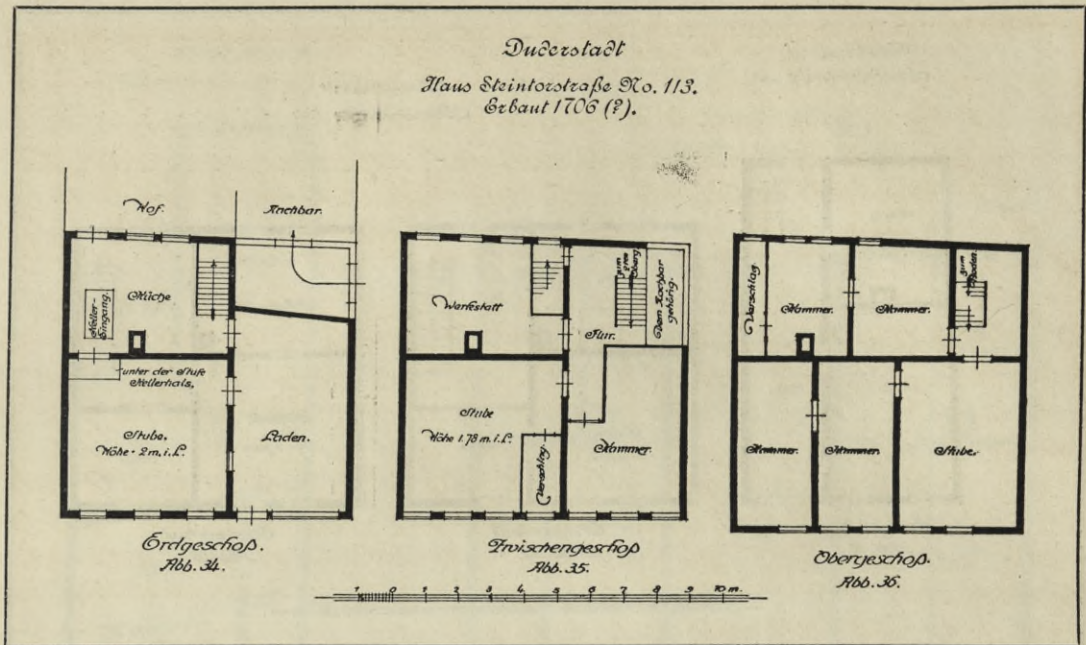 Duderstadt
Haus Steintorstraße No. 113.
Erbaut 1706 (?).
Hof.
Nachbar.
Küche
Keller-
Eingang
unter der Stufe
Kellerhals.
Stube.
Höhe = 2 m. i. L.
Laden.
Erdgeschoß.
Abb. 34.
Werkstatt
zum
Dem Nachbar
gehörig.
Flur.
Stube
Höhe 1.78 m. i. L.
Verschlag.
Kammer.
Zwischengeschoß
Abb. 35.
Verschlag.
Kammer.
Kammer.
zum
Boden.
Kammer.
Kammer.
Stube.
Obergeschoß.
Abb. 36.
1 0 1 2 3 4 5 6 7 8 9 10 m.